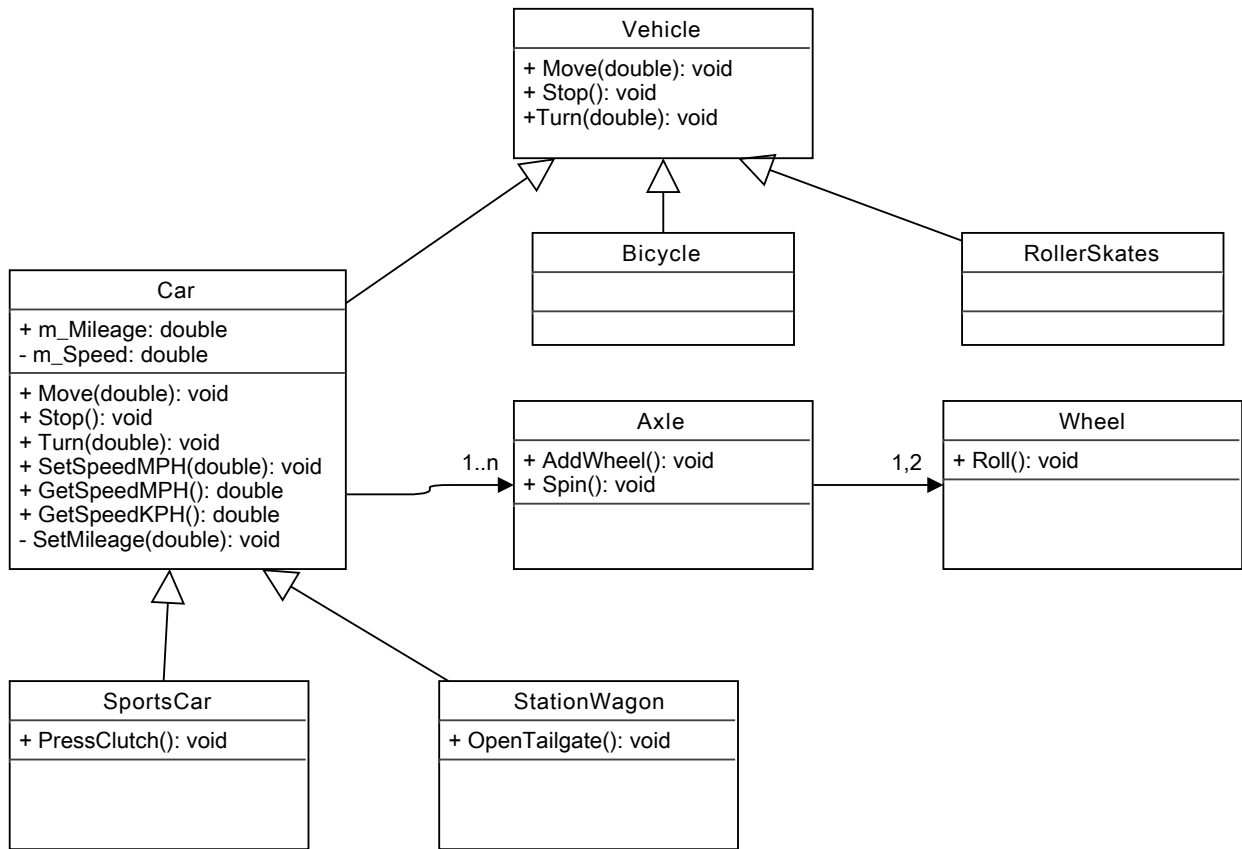 Vehicle
+ Move(double): void
+ Stop(): void
+Turn(double): void
Bicycle
RollerSkates
Car
+ m_Mileage: double
- m_Speed: double
+ Move(double): void
+ Stop(): void
+ Turn(double): void
+ SetSpeedMPH(double): void
+ GetSpeedMPH(): double
+ GetSpeedKPH(): double
- SetMileage(double): void
1..n
Axle
+ AddWheel(): void
+ Spin(): void
1,2
Wheel
+ Roll(): void
SportsCar
+ PressClutch(): void
StationWagon
+ OpenTailgate(): void